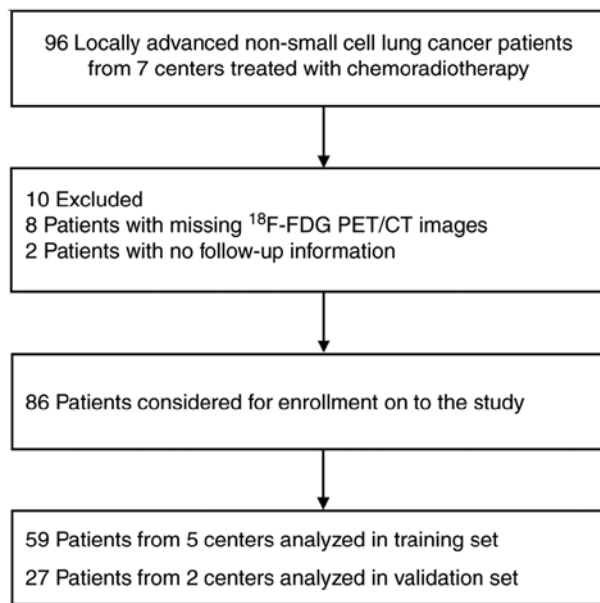 96 Locally advanced non-small cell lung cancer patients
from 7 centers treated with chemoradiotherapy
10 Excluded
8 Patients with missing ¹⁸F-FDG PET/CT images
2 Patients with no follow-up information
86 Patients considered for enrollment on to the study
59 Patients from 5 centers analyzed in training set
27 Patients from 2 centers analyzed in validation set